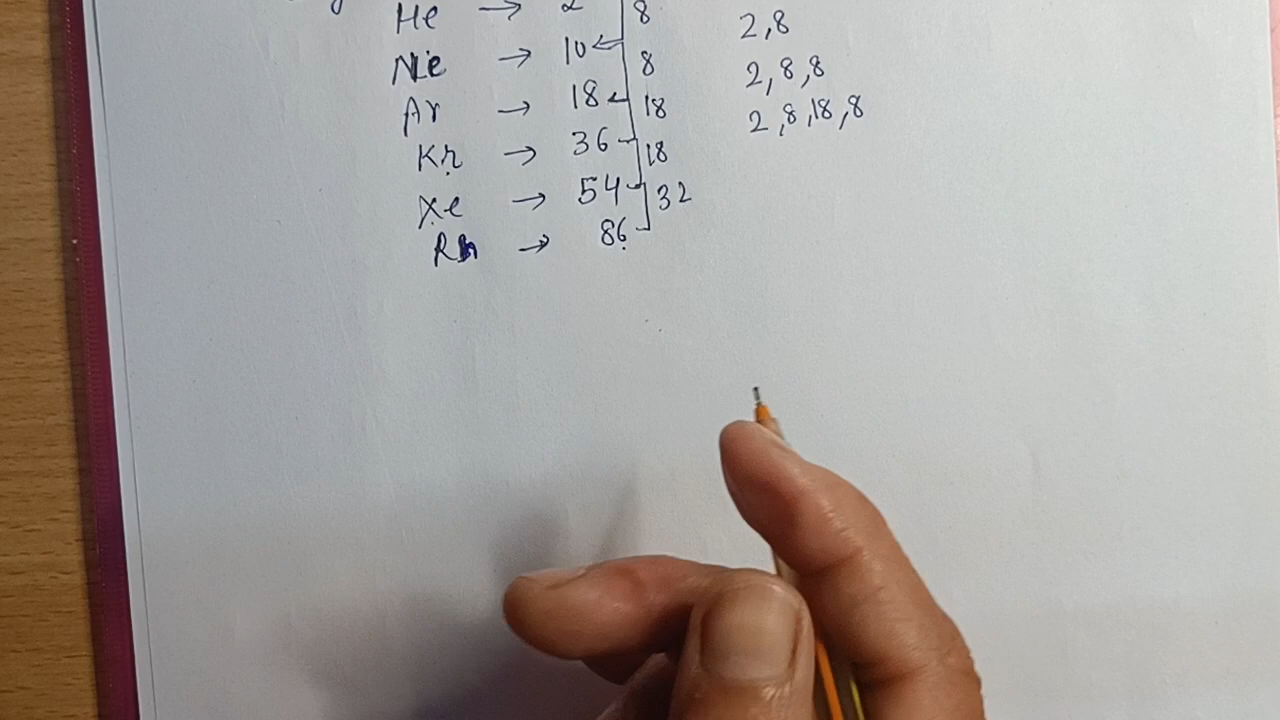 He → 2 8
Ne → 10 8 2,8
Ar → 18 18 2,8,8
Kr → 36 18 2,8,18,8
Xe → 54 32
Rn → 86